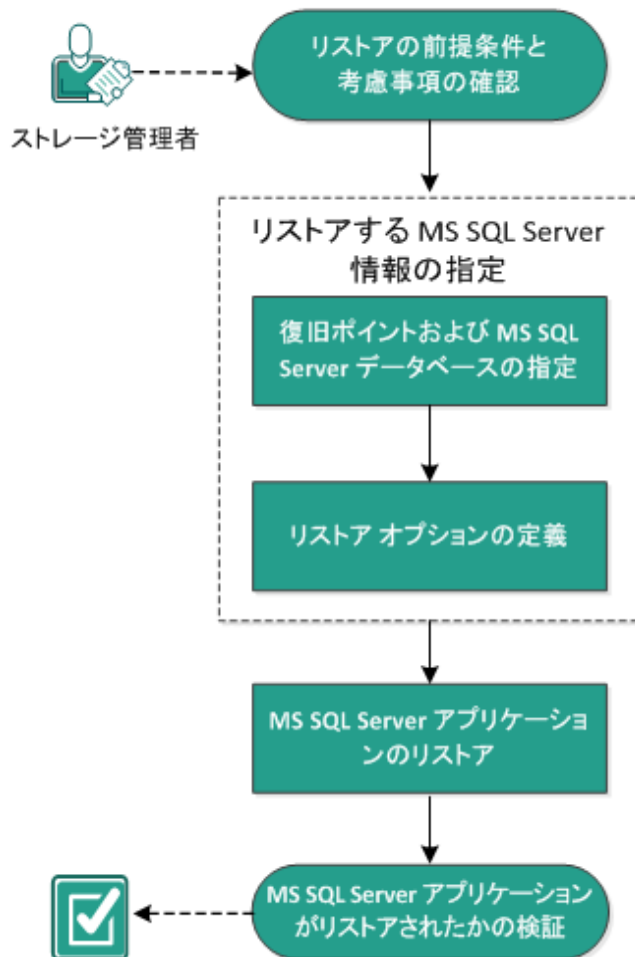 リストアの前提条件と
考慮事項の確認
ストレージ管理者
リストアする MS SQL Server
情報の指定
復旧ポイントおよび MS SQL
Server データベースの指定
リストア オプションの定義
MS SQL Server アプリケーショ
ンのリストア
MS SQL Server アプリケーション
がリストアされたかの検証